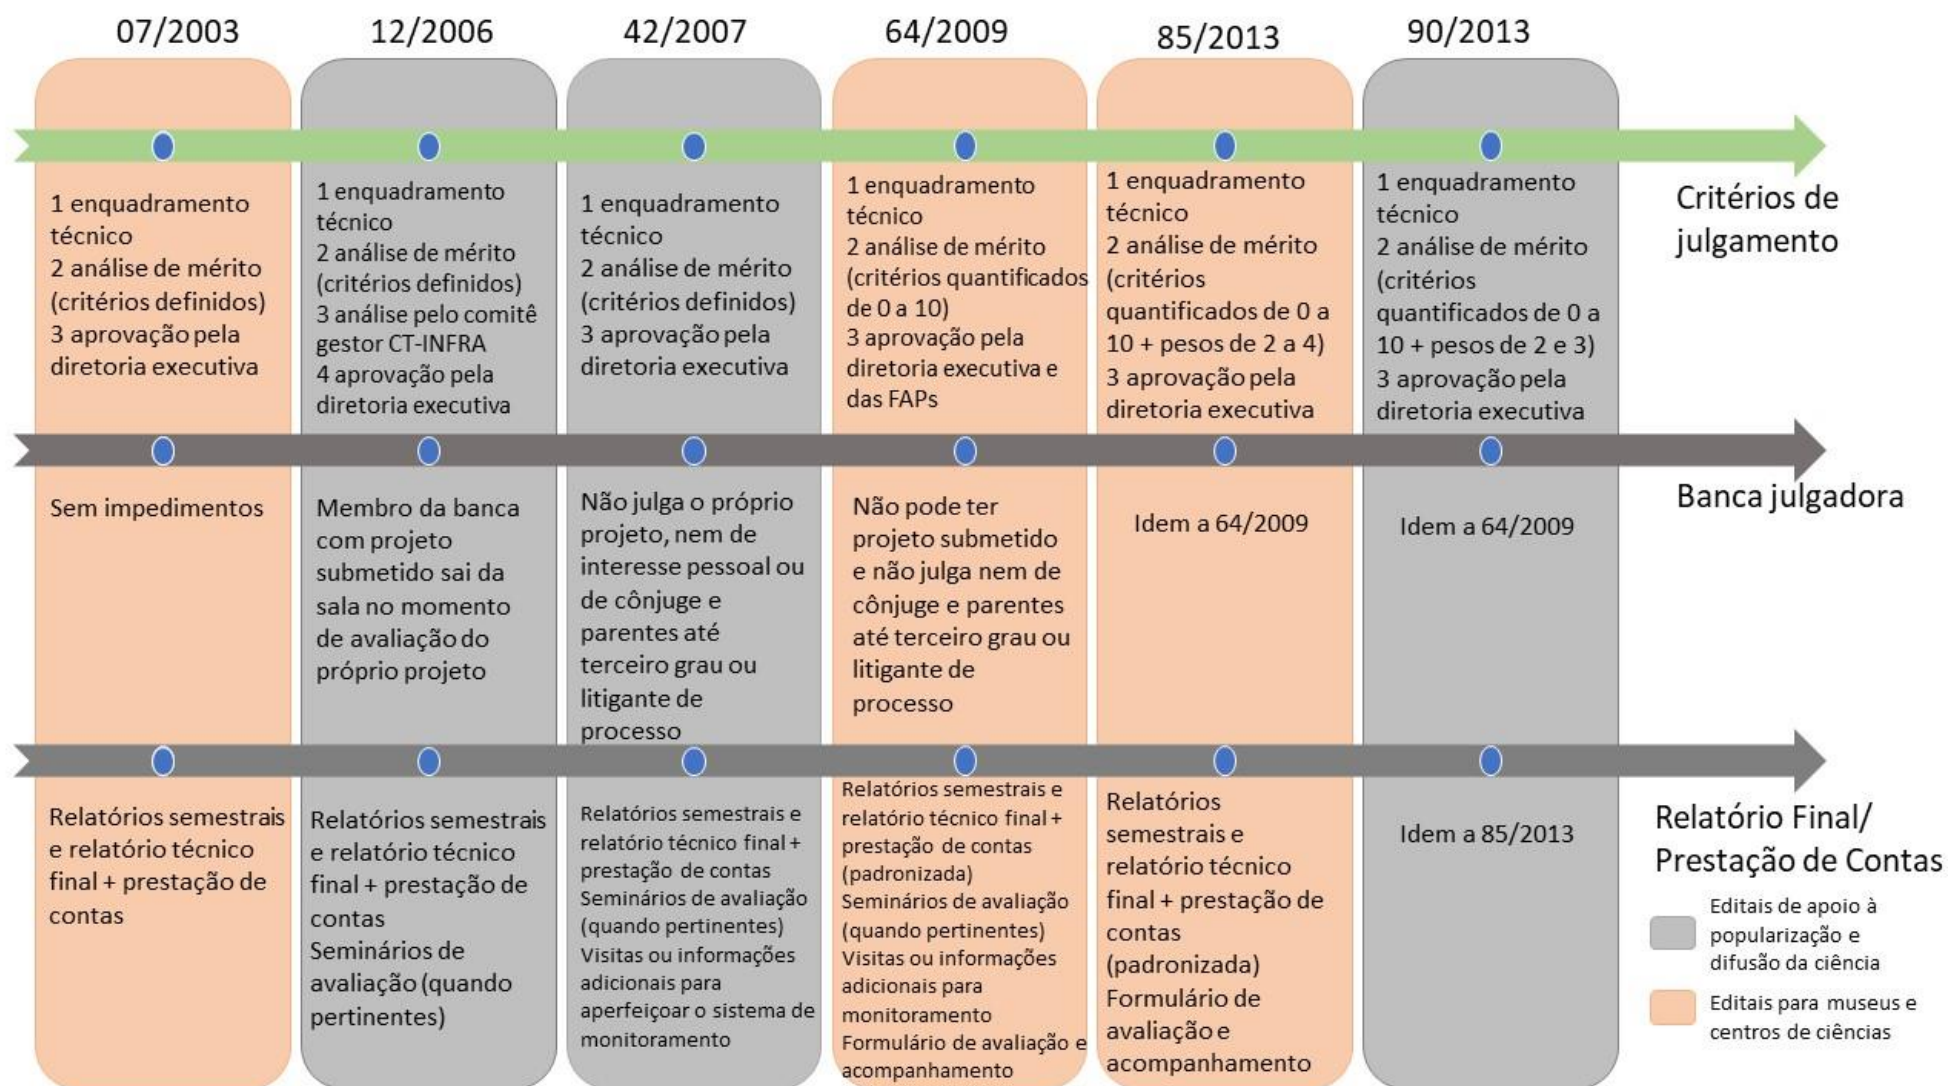 07/2003
12/2006
42/2007
64/2009
85/2013
90/2013
1 enquadramento
técnico
2 análise de mérito
(critérios definidos)
3 aprovação pela
diretoria executiva
1 enquadramento
técnico
2 análise de mérito
(critérios definidos)
3 análise pelo comitê
gestor CT-INFRA
4 aprovação pela
diretoria executiva
1 enquadramento
técnico
2 análise de mérito
(critérios definidos)
3 aprovação pela
diretoria executiva
1 enquadramento
técnico
2 análise de mérito
(critérios quantificados
de 0 a 10)
3 aprovação pela
diretoria executiva e
das FAPs
1 enquadramento
técnico
2 análise de mérito
(critérios
quantificados de 0 a
10 + pesos de 2 a 4)
3 aprovação pela
diretoria executiva
1 enquadramento
técnico
2 análise de mérito
(critérios
quantificados de 0 a
10 + pesos de 2 e 3)
3 aprovação pela
diretoria executiva
Critérios de
julgamento
Sem impedimentos
Membro da banca
com projeto
submetido sai da
sala no momento
de avaliação do
próprio projeto
Não julga o próprio
projeto, nem de
interesse pessoal ou
de cônjuge e
parentes até
terceiro grau ou
litigante de
processo
Não pode ter
projeto submetido
e não julga nem de
cônjuge e parentes
até terceiro grau ou
litigante de
processo
Idem a 64/2009
Idem a 64/2009
Banca julgadora
Relatórios semestrais
e relatório técnico
final + prestação de
contas
Relatórios semestrais
e relatório técnico
final + prestação de
contas
Seminários de
avaliação (quando
pertinentes)
Relatórios semestrais e
relatório técnico final +
prestação de contas
Seminários de avaliação
(quando pertinentes)
Visitas ou informações
adicionais para
aperfeiçoar o sistema de
monitoramento
Relatórios semestrais e
relatório técnico final +
prestação de contas
(padronizada)
Seminários de avaliação
(quando pertinentes)
Visitas ou informações
adicionais para
monitoramento
Formulário de avaliação e
acompanhamento
Relatórios
semestrais e
relatório técnico
final + prestação de
contas
(padronizada)
Formulário de
avaliação e
acompanhamento
Idem a 85/2013
Relatório Final/
Prestação de Contas
Editais de apoio à
popularização e
difusão da ciência
Editais para museus e
centros de ciências